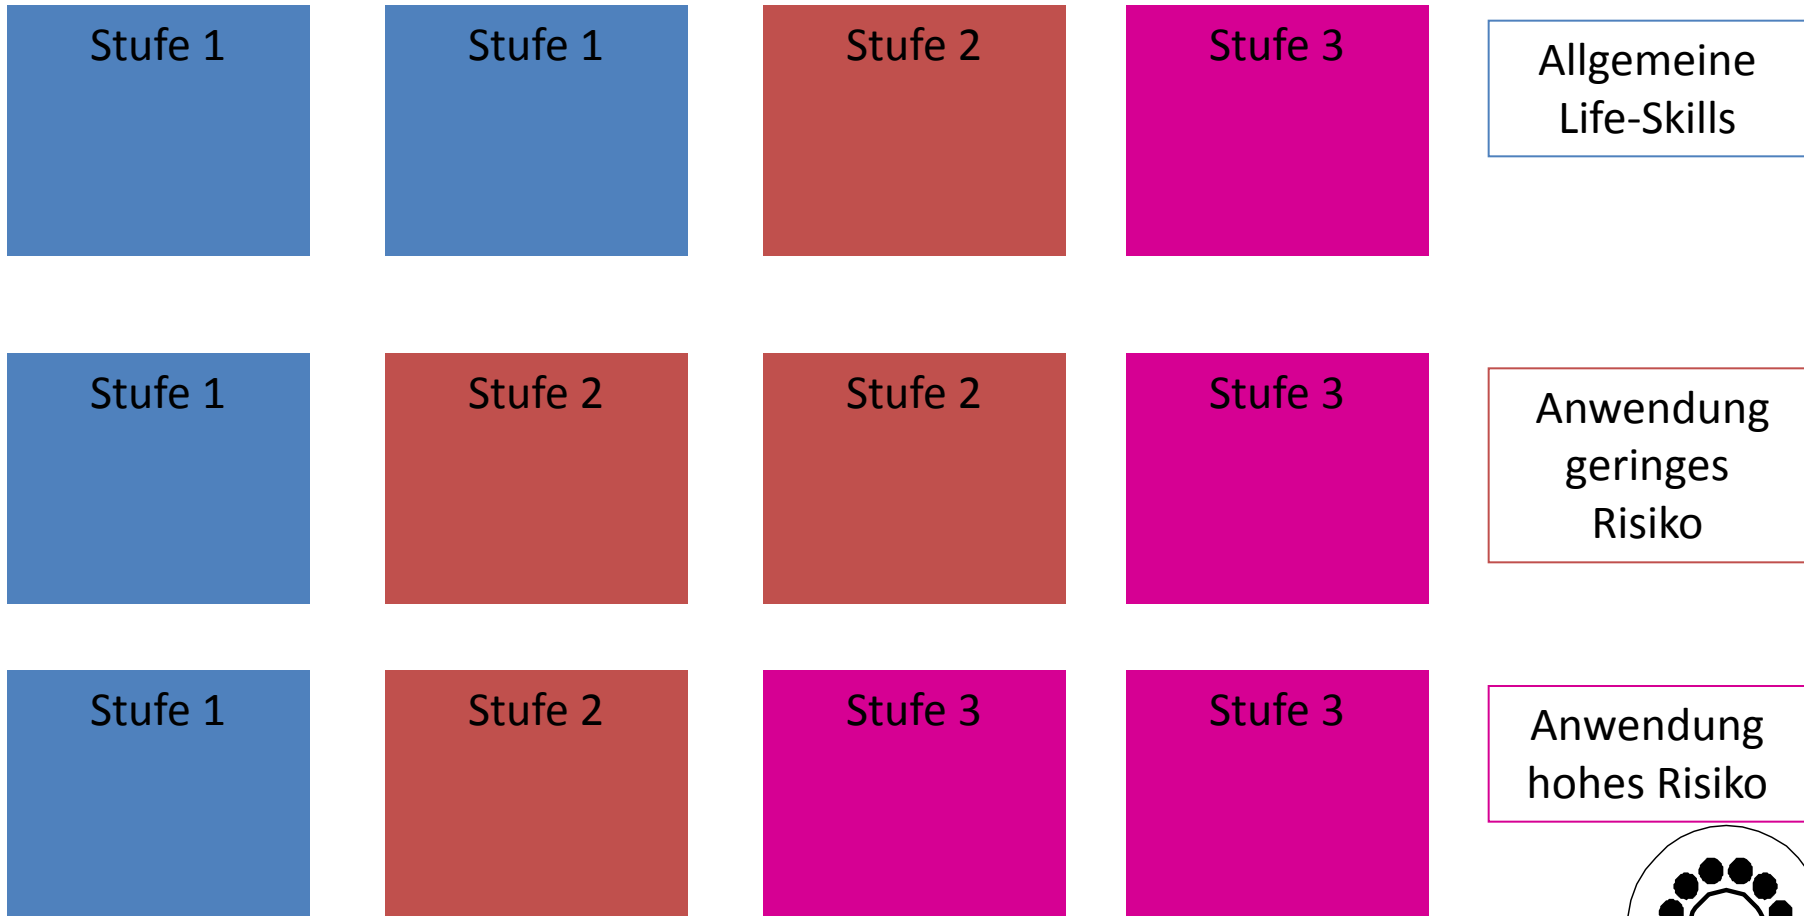 Stufe 1
Stufe 1
Stufe 2
Stufe 3
Allgemeine
Life-Skills
Stufe 1
Stufe 2
Stufe 2
Stufe 3
Anwendung
geringes
Risiko
Stufe 1
Stufe 2
Stufe 3
Stufe 3
Anwendung
hohes Risiko